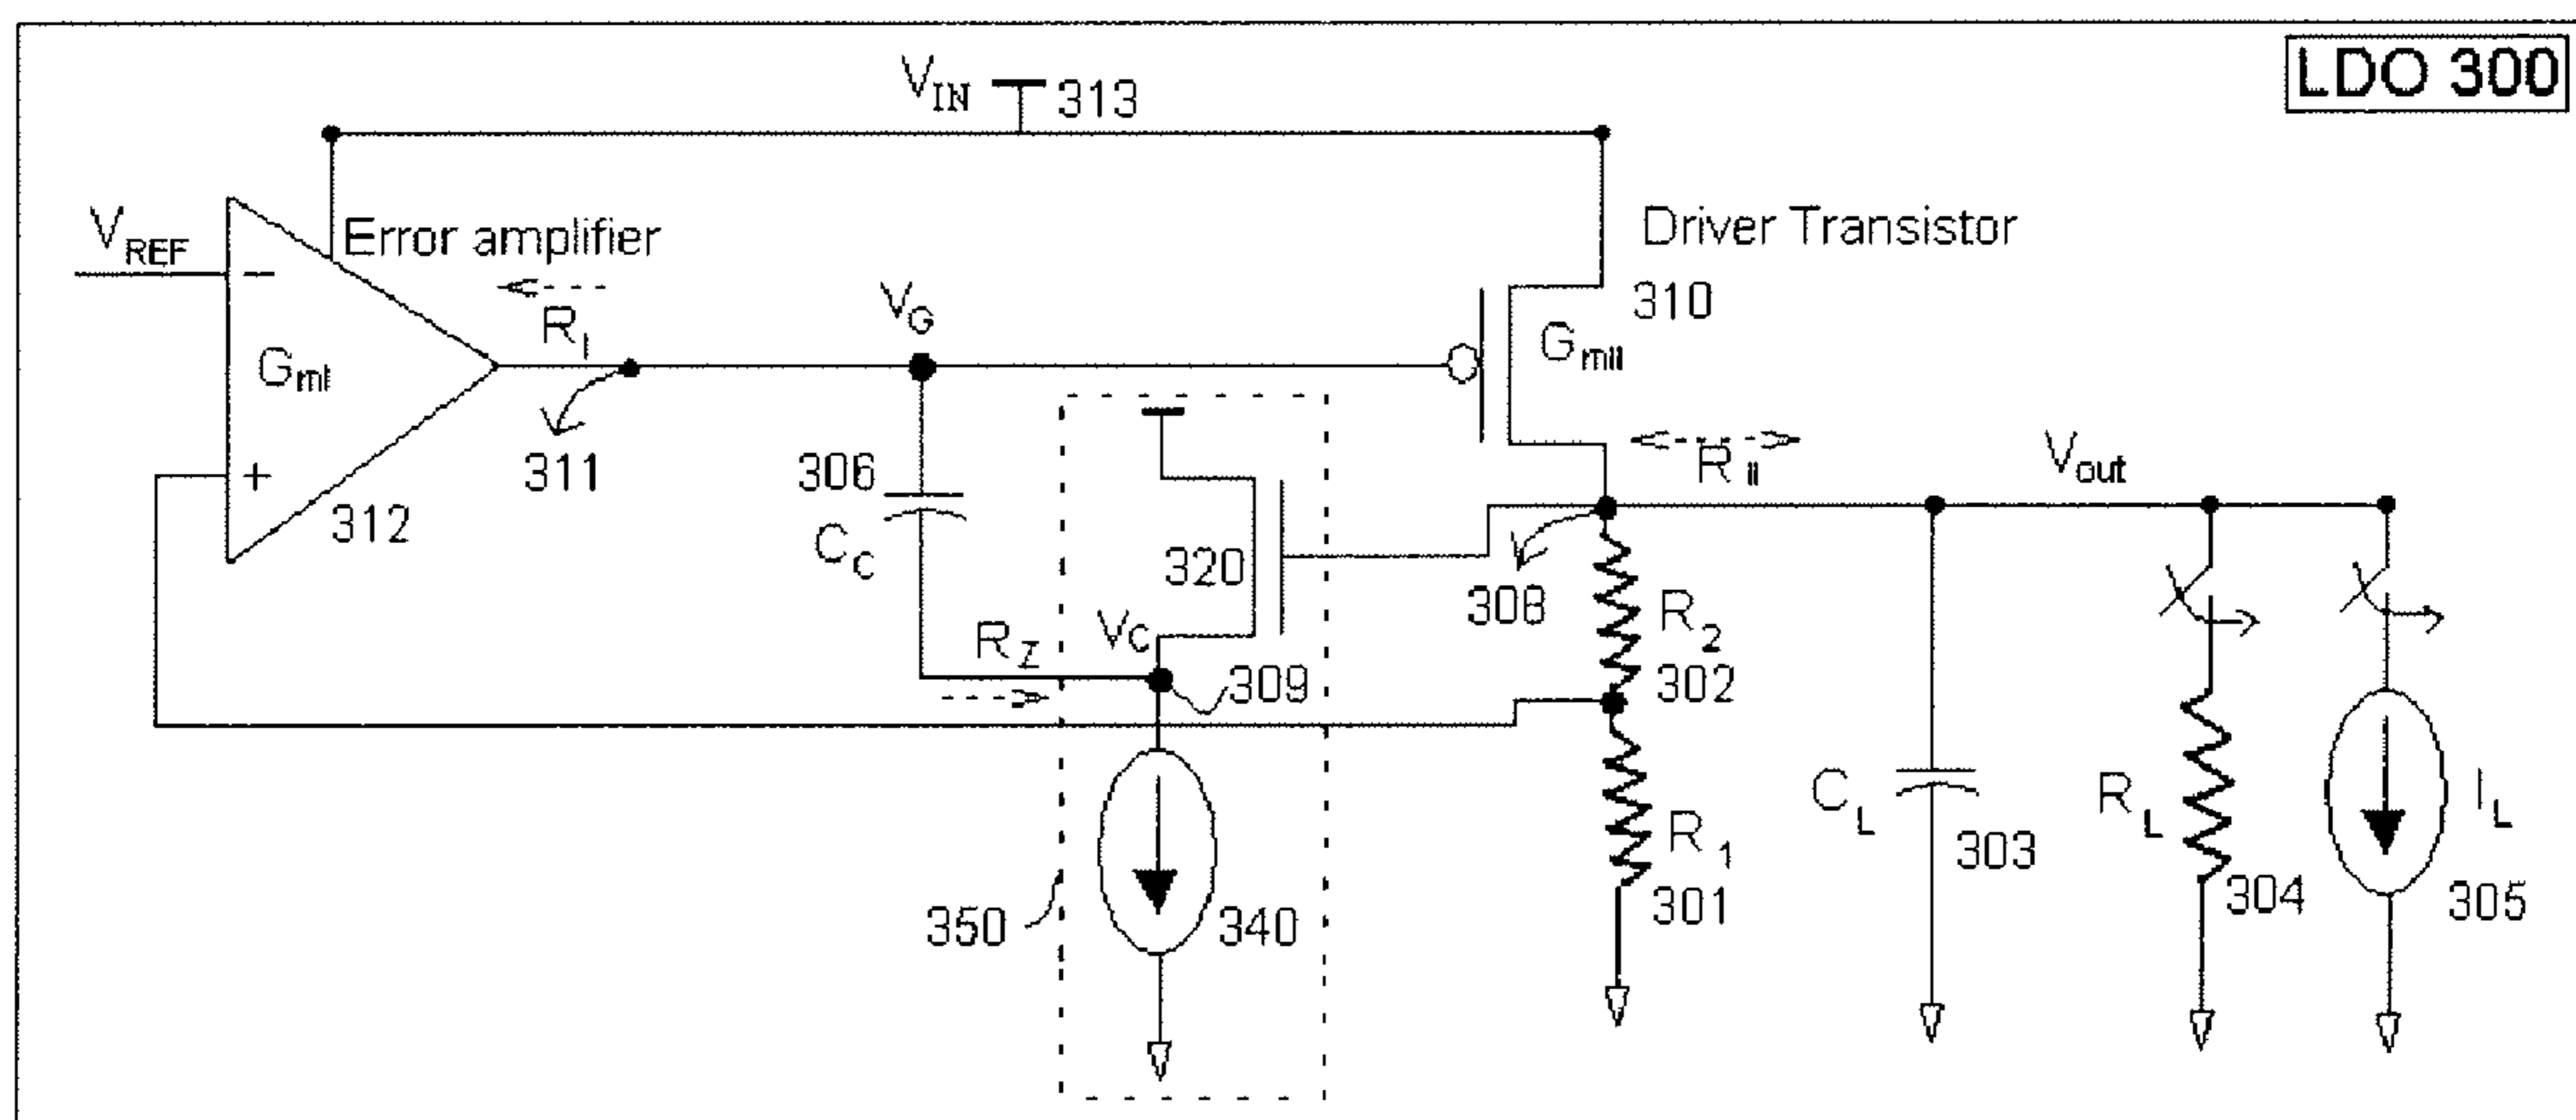 LDO 300
V_IN 313
V_REF
Error amplifier
Driver Transistor
R_I
V_G
310
G_mI
G_mII
−
+
311
306
R_II
V_out
312
C_C
320
308
R_2
302
R_Z
V_C
309
R_1
301
C_L
303
R_L
304
I_L
305
350
340